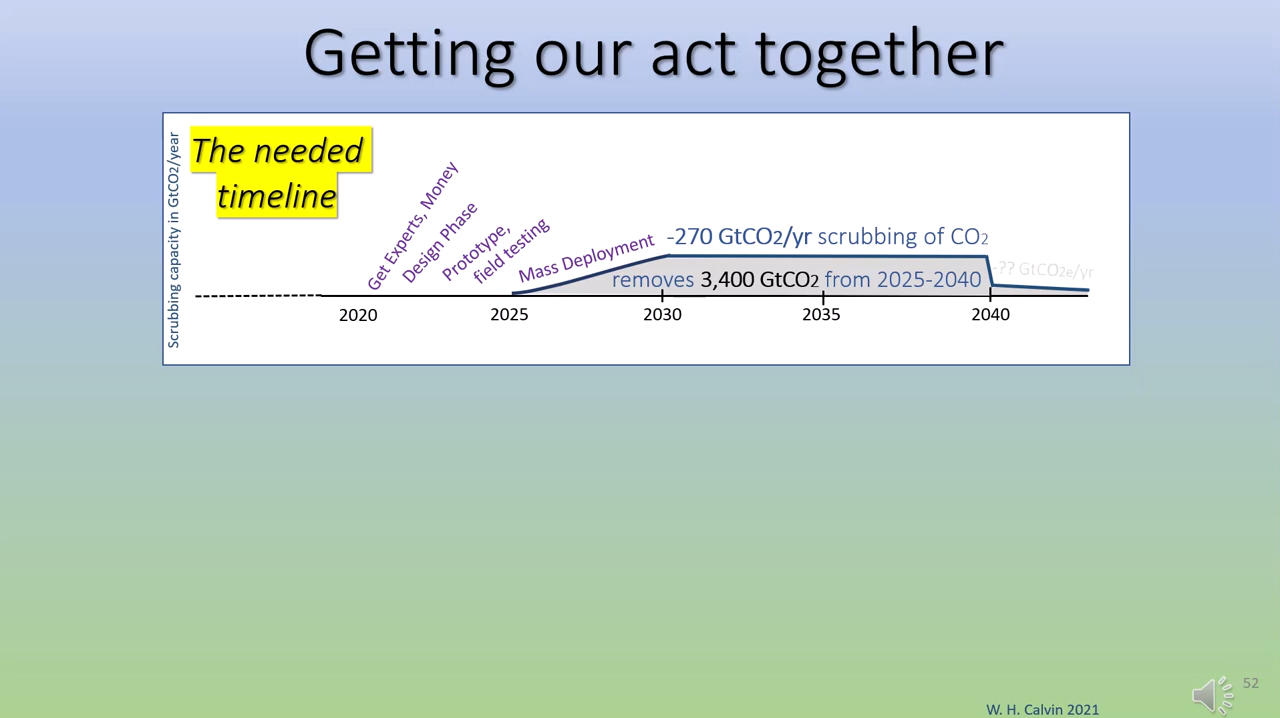 Getting our act together
Scrubbing capacity in GtCO2/year
The needed
timeline
Get Experts, Money
Design Phase
Prototype,
field testing
Mass Deployment
-270 GtCO2/yr scrubbing of CO2
removes 3,400 GtCO2 from 2025-2040
-?? GtCO2e/yr
2020
2025
2030
2035
2040
52
W. H. Calvin 2021